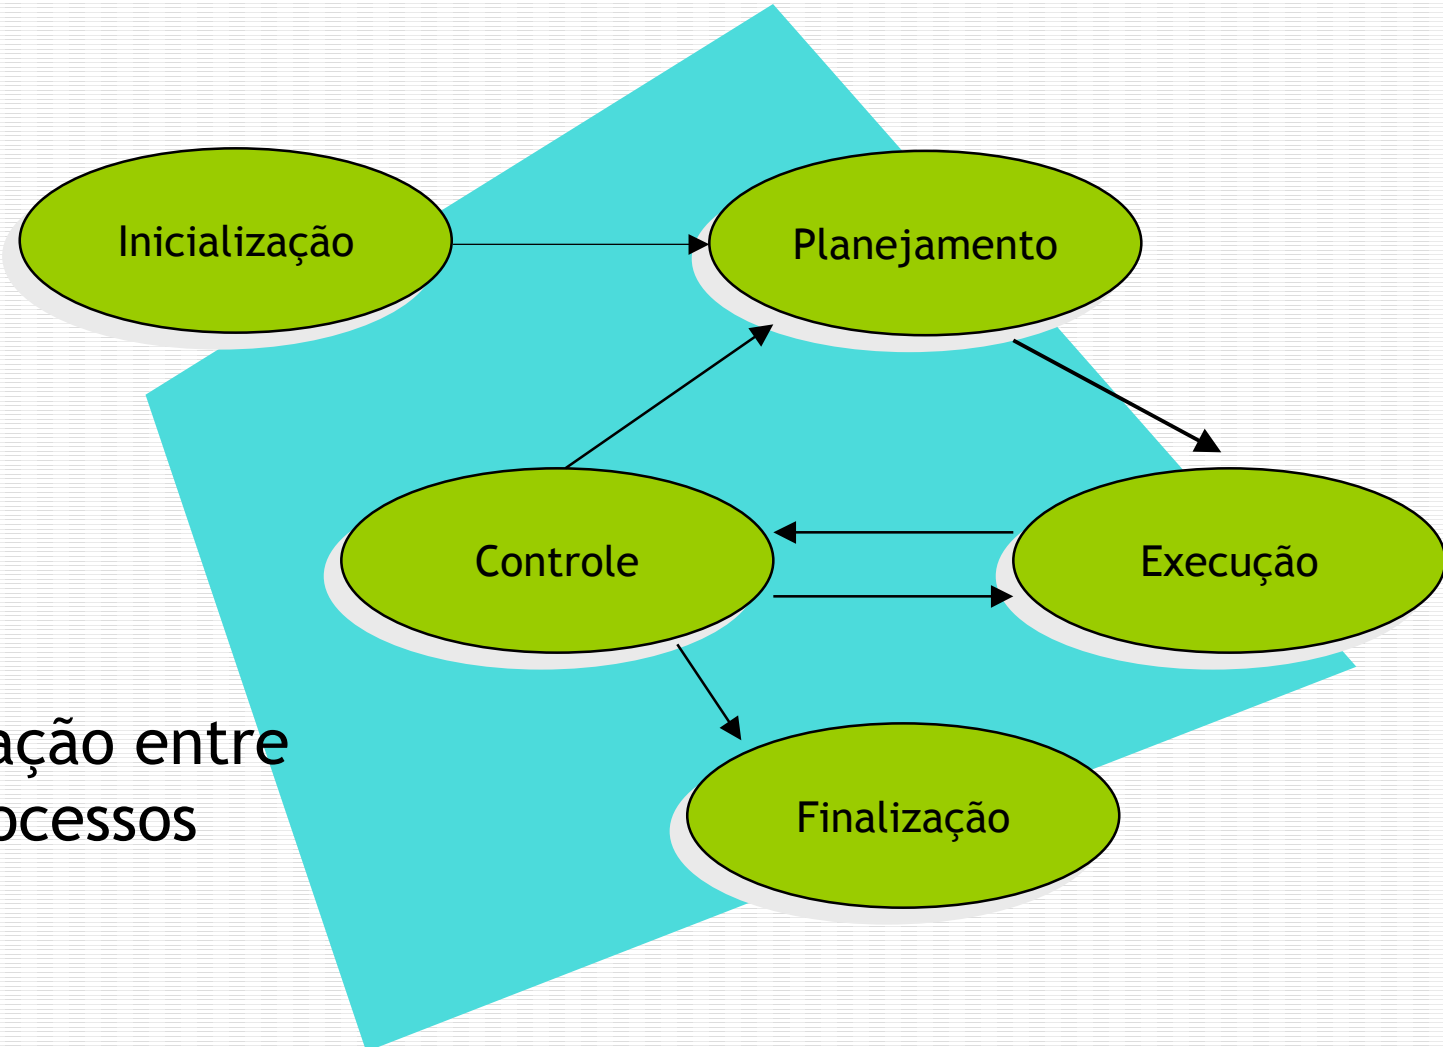 Inicialização
Planejamento
Controle
Execução
ação entre
ocessos
Finalização